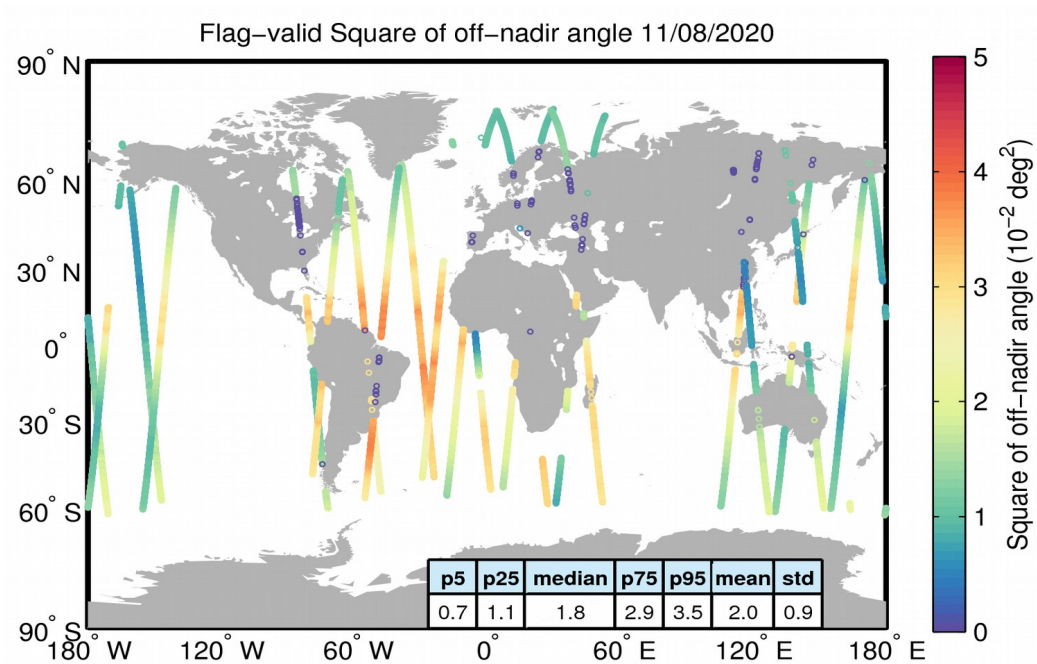 Flag−valid Square of off−nadir angle 11/08/2020
90° N
60° N
30° N
0°
30° S
60° S
90° S
180° W
120° W
60° W
0°
60° E
120° E
180° E
p5 p25 median p75 p95 mean std
0.7 1.1 1.8 2.9 3.5 2.0 0.9
5
4
3
2
1
0
Square of off−nadir angle (10⁻² deg²)